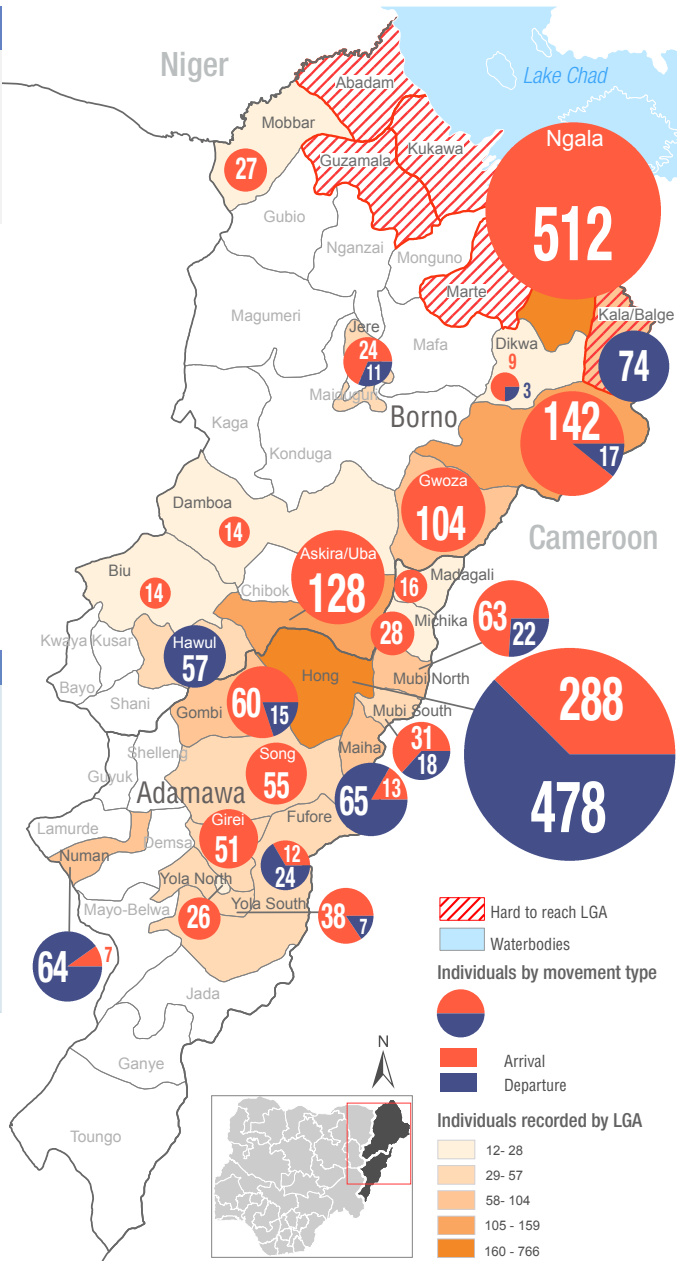 Niger
Lake Chad
Abadam
Mobbar
27
Kukawa
Guzamala
Ngala
512
Gubio
Nganzai
Monguno
Marte
Kala/Balge
74
Magumeri
Jere
24
11
Mafa
Dikwa
9
3
Maiduguri
Borno
142
17
Kaga
Konduga
Gwoza
104
Cameroon
Damboa
14
Askira/Uba
128
Biu
14
Chibok
Madagali
16
Michika
28
63
22
Kwaya Kusar
Hawul
57
Hong
Mubi North
Bayo
Shani
Gombi
60
15
Mubi South
288
478
Shelleng
Song
55
Maiha
31
18
Guyuk
Adamawa
65
13
Lamurde
Demsa
Girei
51
Fufore
Numan
12
24
Yola North
Mayo-Belwa
26
Yola South
38
7
64
7
Jada
Ganye
Toungo
N
Hard to reach LGA
Waterbodies
Individuals by movement type
Arrival
Departure
Individuals recorded by LGA
12- 28
29- 57
58- 104
105 - 159
160 - 766